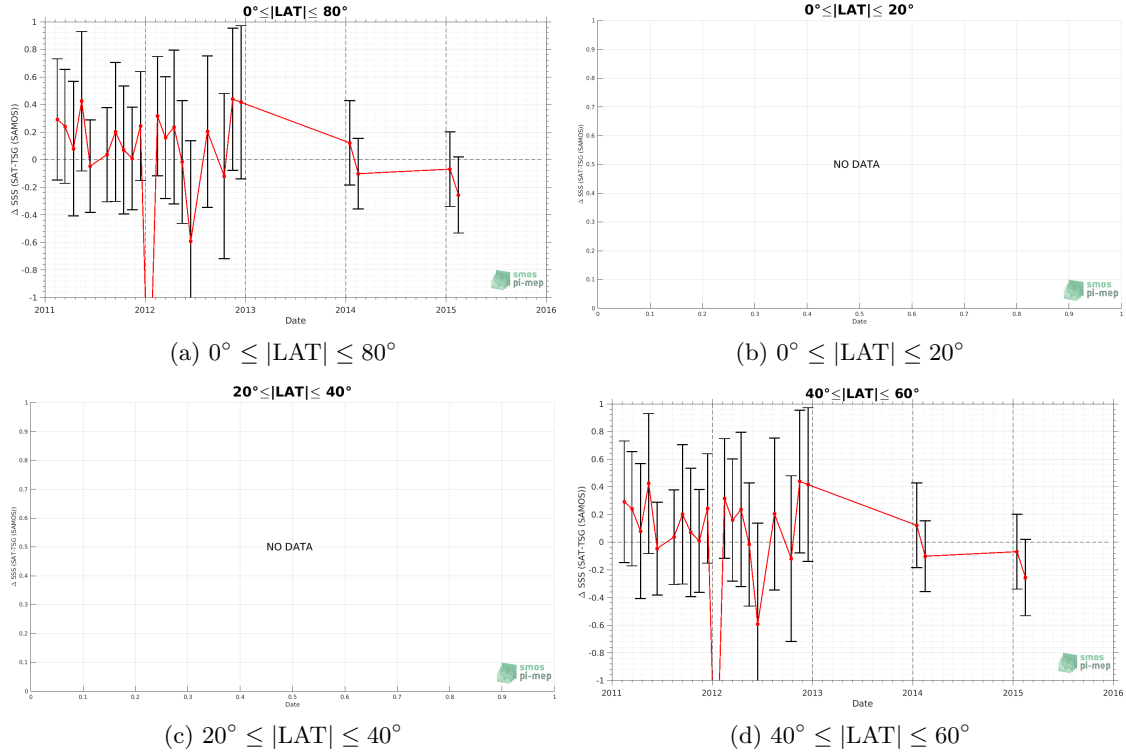 0°≤|LAT|≤ 80°
Δ SSS (SAT-TSG (SAMOS))
1
0.8
0.6
0.4
0.2
0
-0.2
-0.4
-0.6
-0.8
-1
2011 2012 2013 2014 2015 2016
Date
smos
pi-mep
(a) 0° ≤ |LAT| ≤ 80°
0°≤|LAT|≤ 20°
Δ SSS (SAT-TSG (SAMOS))
1
0.9
0.8
0.7
0.6
0.5
0.4
0.3
0.2
0.1
0
NO DATA
0 0.1 0.2 0.3 0.4 0.5 0.6 0.7 0.8 0.9 1
Date
smos
pi-mep
(b) 0° ≤ |LAT| ≤ 20°
20°≤|LAT|≤ 40°
Δ SSS (SAT-TSG (SAMOS))
1
0.9
0.8
0.7
0.6
0.5
0.4
0.3
0.2
0.1
0
NO DATA
0 0.1 0.2 0.3 0.4 0.5 0.6 0.7 0.8 0.9 1
Date
smos
pi-mep
(c) 20° ≤ |LAT| ≤ 40°
40°≤|LAT|≤ 60°
Δ SSS (SAT-TSG (SAMOS))
1
0.8
0.6
0.4
0.2
0
-0.2
-0.4
-0.6
-0.8
-1
2011 2012 2013 2014 2015 2016
Date
smos
pi-mep
(d) 40° ≤ |LAT| ≤ 60°